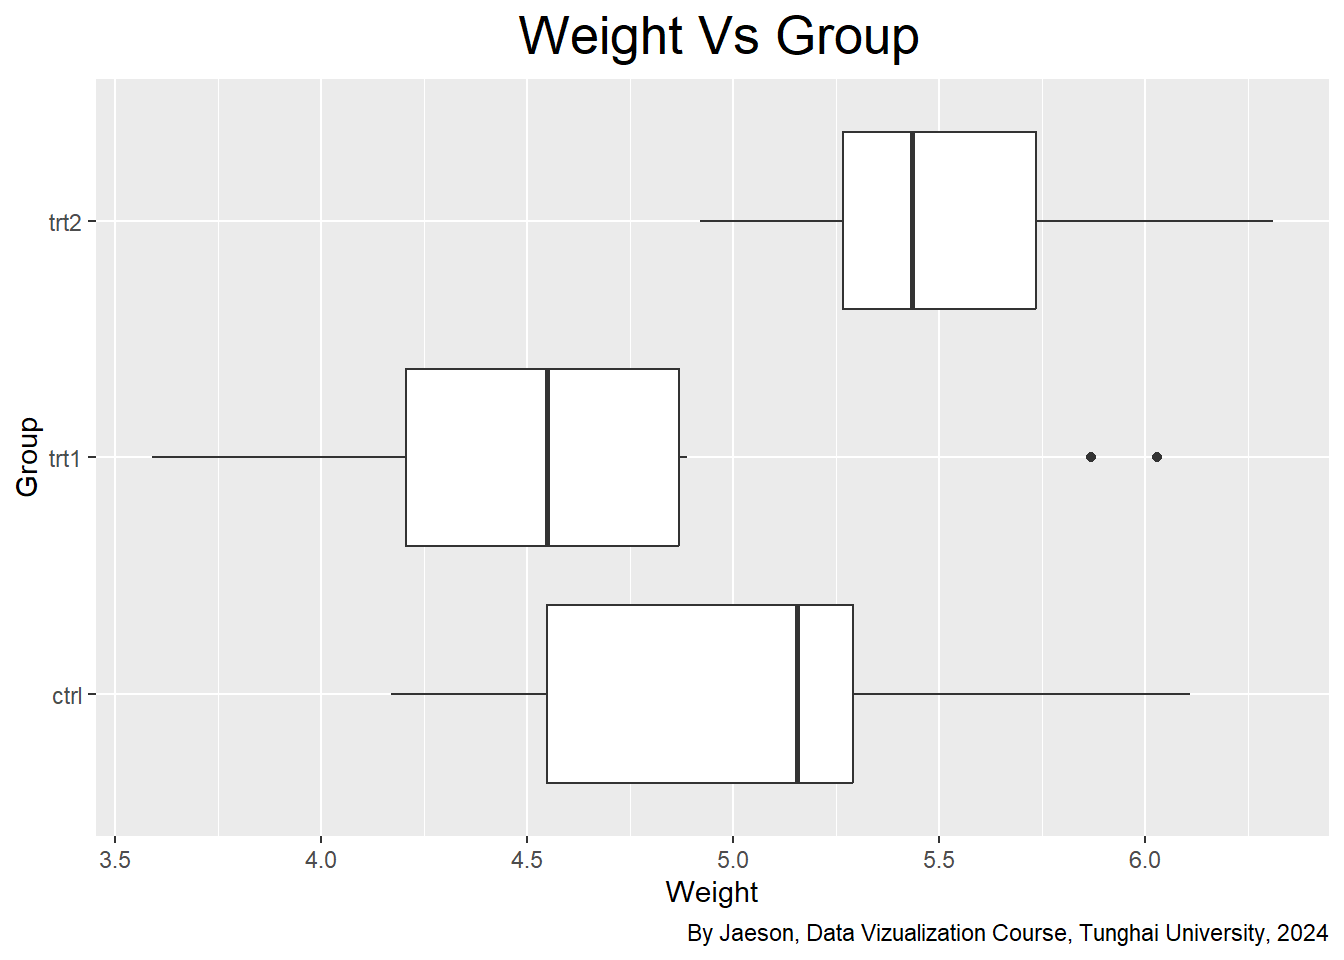 Weight Vs Group
trt2
trt1
ctrl
Group
3.5 4.0 4.5 5.0 5.5 6.0
Weight
By Jaeson, Data Vizualization Course, Tunghai University, 2024